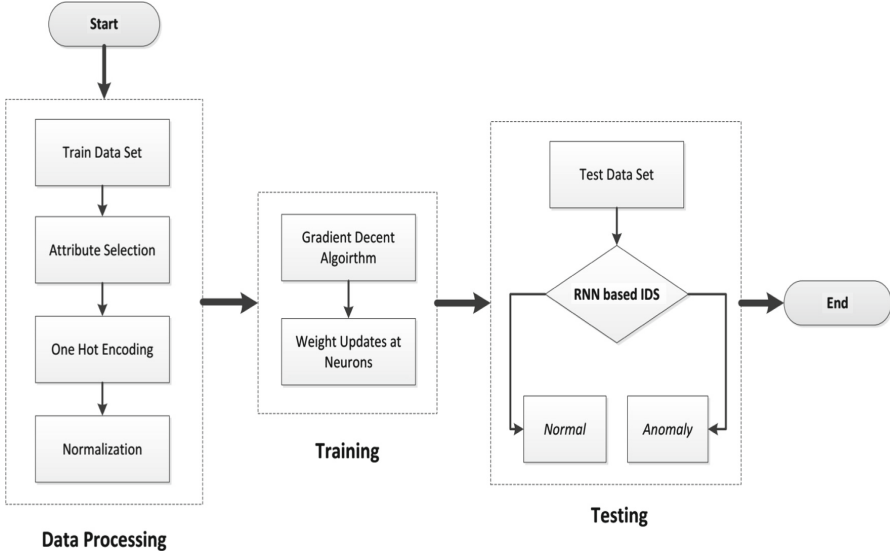 Start
Train Data Set
Attribute Selection
One Hot Encoding
Normalization
Data Processing
Gradient Decent
Algoirthm
Weight Updates at
Neurons
Training
Test Data Set
RNN based IDS
Normal
Anomaly
Testing
End